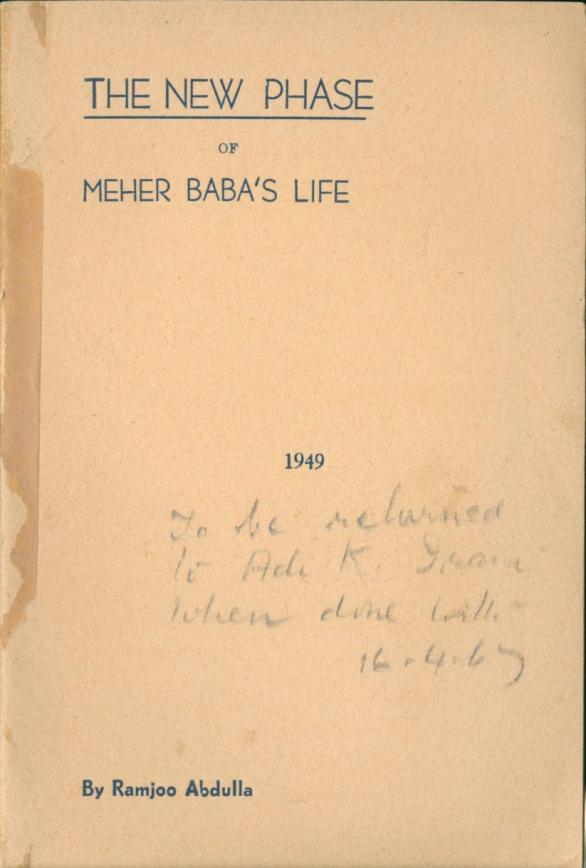 THE NEW PHASE
OF
MEHER BABA'S LIFE
1949
To be returned
to Adi K. Irani
when done with
16.4.67
By Ramjoo Abdulla